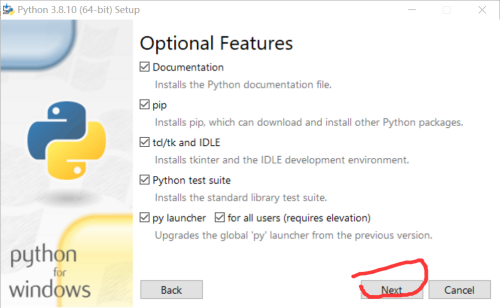 Python 3.8.10 (64-bit) Setup
Optional Features
Documentation
Installs the Python documentation file.
pip
Installs pip, which can download and install other Python packages.
td/tk and IDLE
Installs tkinter and the IDLE development environment.
Python test suite
Installs the standard library test suite.
py launcher for all users (requires elevation)
Upgrades the global 'py' launcher from the previous version.
python
for
windows
Back Next Cancel